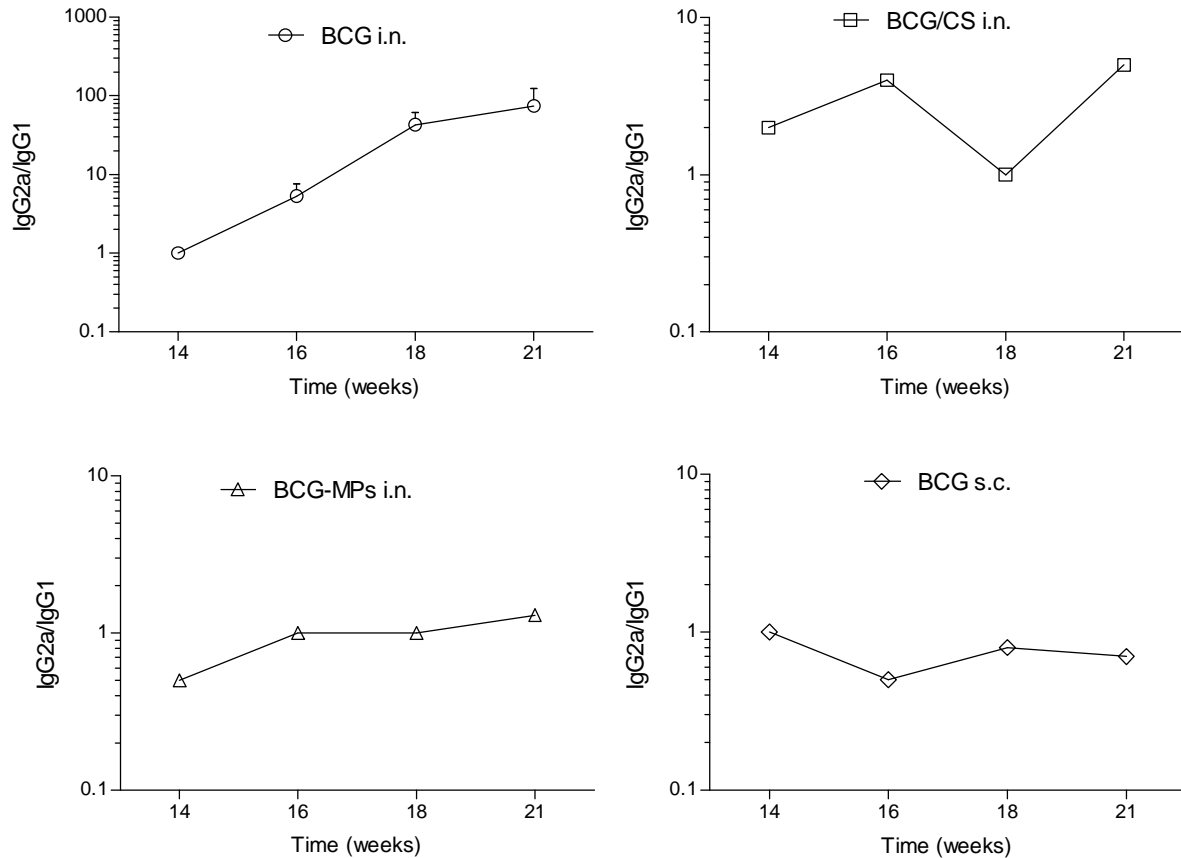 BCG i.n.
1000
100
10
1
0.1
IgG2a/IgG1
14 16 18 21
Time (weeks)
BCG/CS i.n.
10
1
0.1
IgG2a/IgG1
14 16 18 21
Time (weeks)
BCG-MPs i.n.
10
1
0.1
IgG2a/IgG1
14 16 18 21
Time (weeks)
BCG s.c.
10
1
0.1
IgG2a/IgG1
14 16 18 21
Time (weeks)